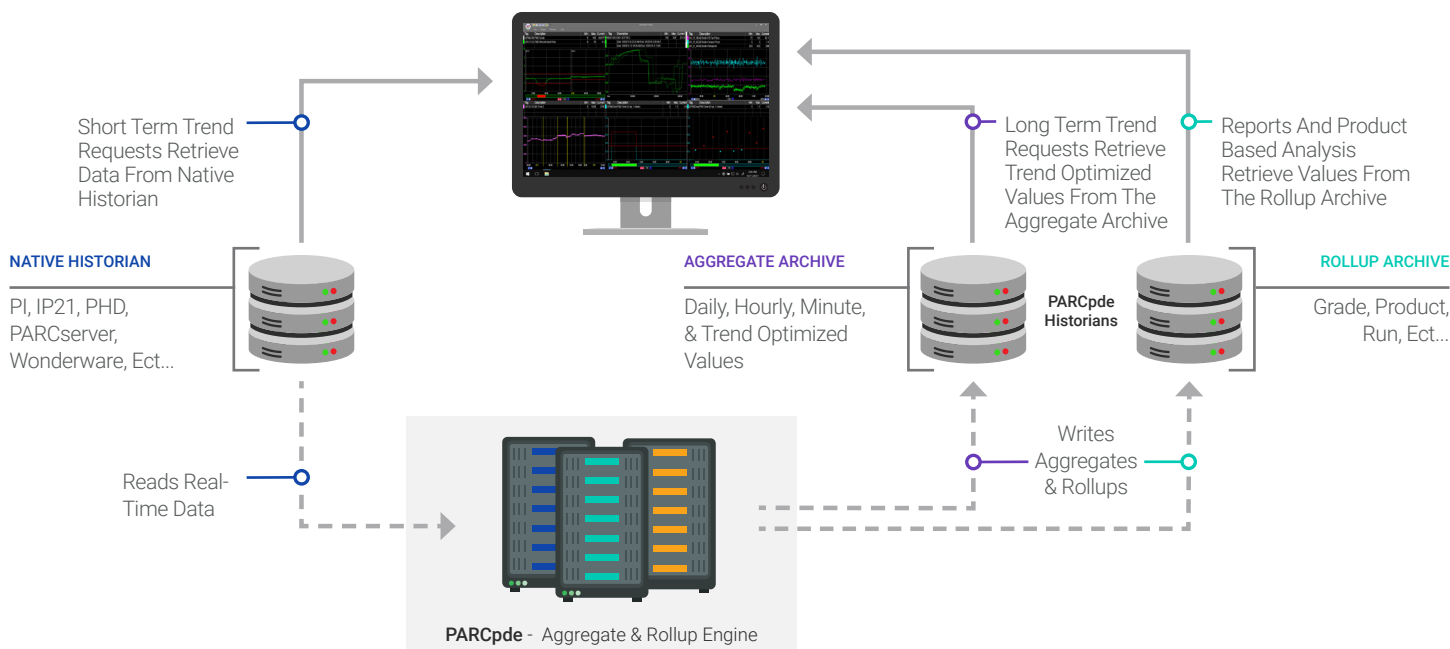 Short Term Trend
Requests Retrieve
Data From Native
Historian
Long Term Trend
Requests Retrieve
Trend Optimized
Values From The
Aggregate Archive
Reports And Product
Based Analysis
Retrieve Values From
The Rollup Archive
NATIVE HISTORIAN
PI, IP21, PHD,
PARCserver,
Wonderware, Ect...
AGGREGATE ARCHIVE
Daily, Hourly, Minute,
& Trend Optimized
Values
PARCpde
Historians
ROLLUP ARCHIVE
Grade, Product,
Run, Ect...
Reads Real-
Time Data
Writes
Aggregates
& Rollups
PARCpde - Aggregate & Rollup Engine